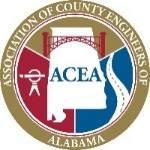 ASSOCIATION OF COUNTY ENGINEERS OF
ACEA
ALABAMA